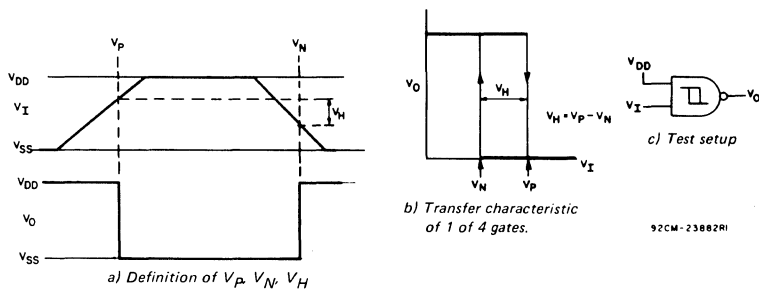 VP
VN
VDD
VI
VH
VSS
VDD
VO
VSS
a) Definition of VP, VN, VH
VO
VH
VH = VP – VN
VN
VP
VI
b) Transfer characteristic
of 1 of 4 gates.
VDD
VI
VO
c) Test setup
92CM-23882RI